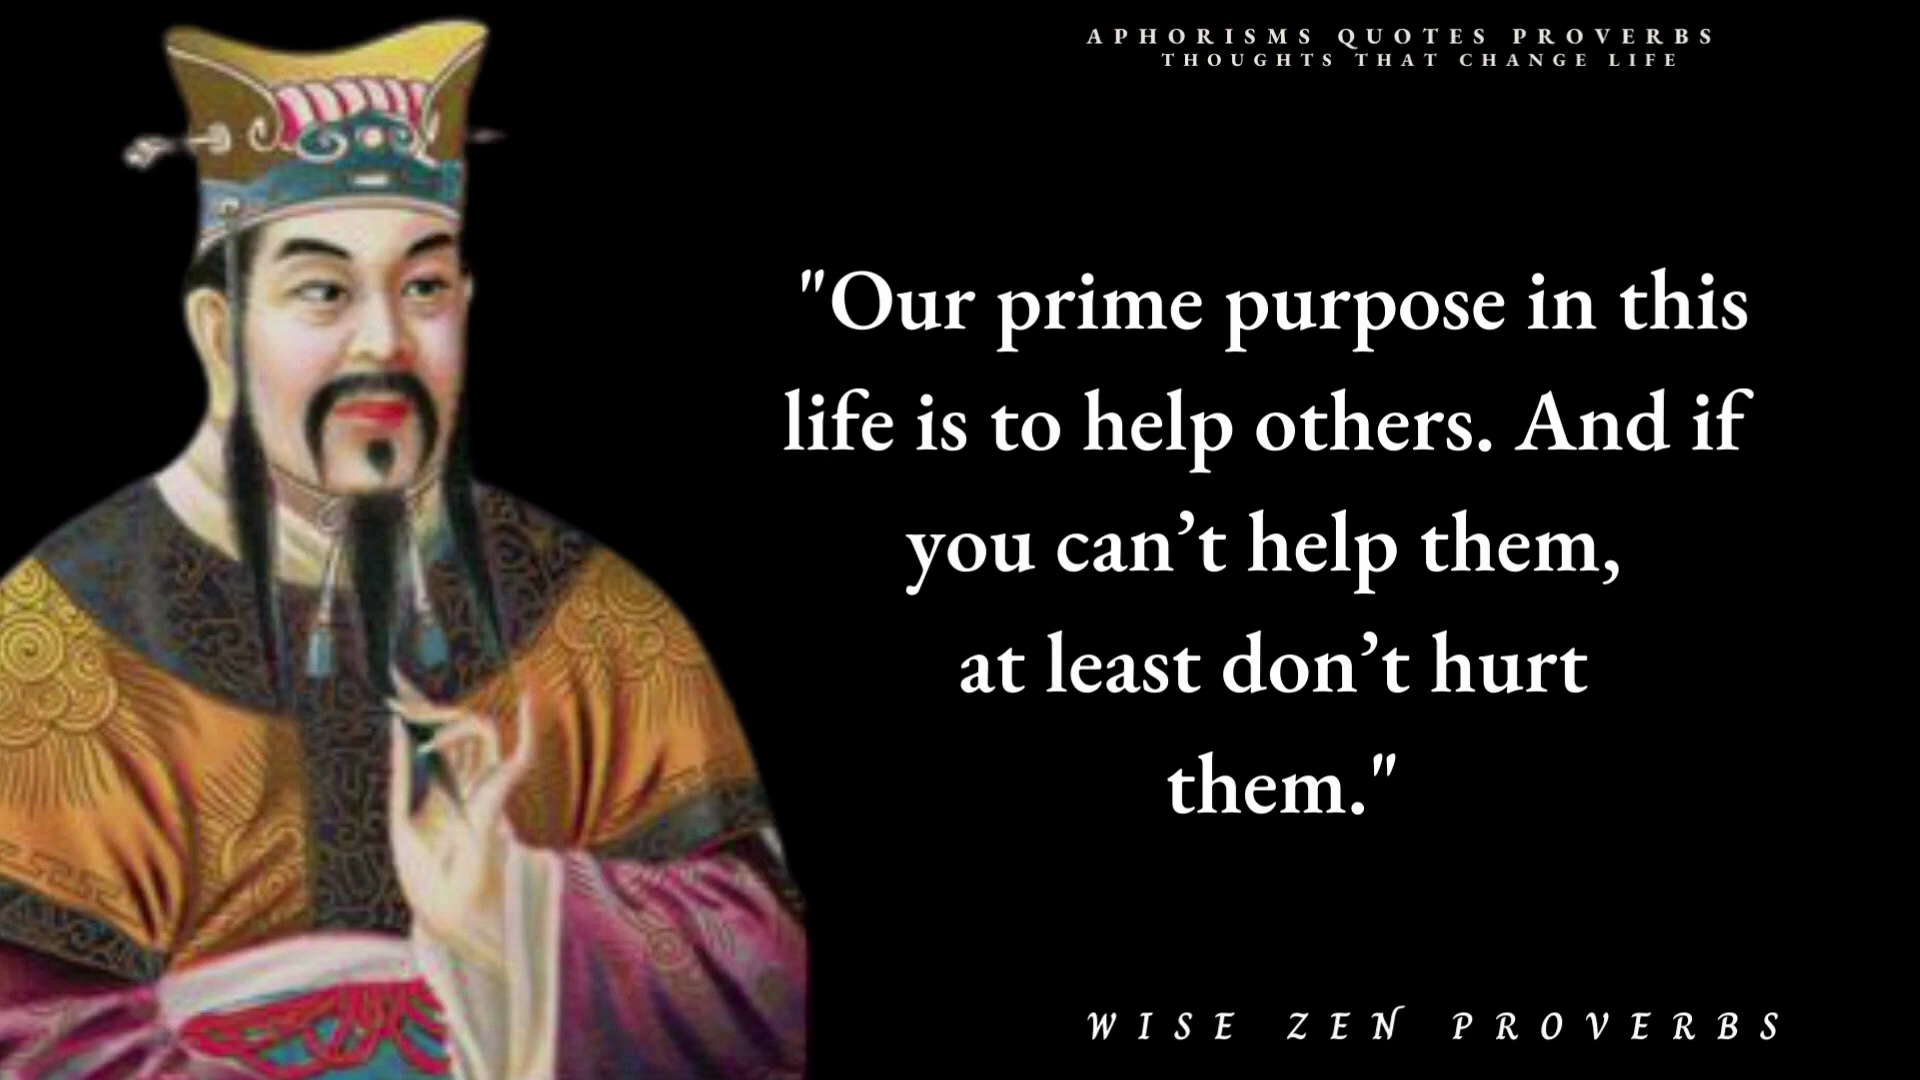 APHORISMS QUOTES PROVERBS
THOUGHTS THAT CHANGE LIFE
"Our prime purpose in this
life is to help others. And if
you can’t help them,
at least don’t hurt
them."
WISE ZEN PROVERBS